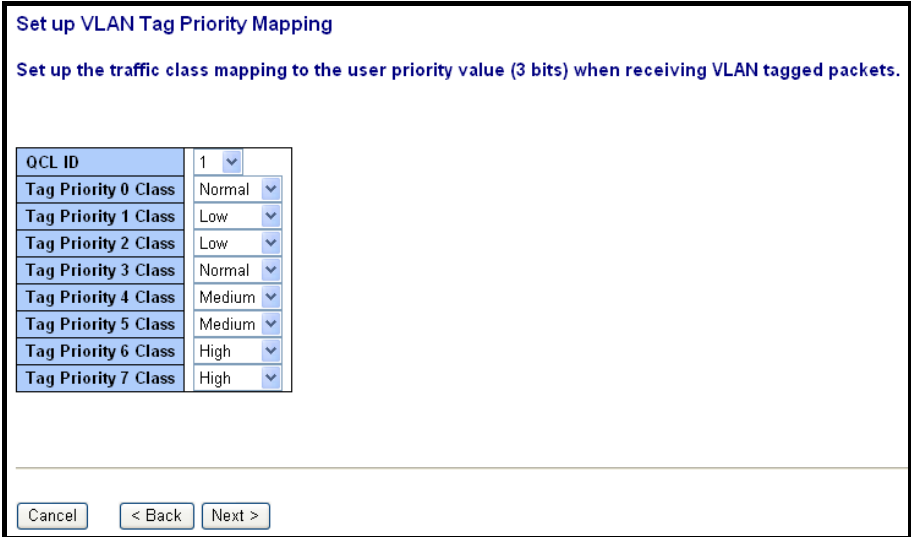 Set up VLAN Tag Priority Mapping
Set up the traffic class mapping to the user priority value (3 bits) when receiving VLAN tagged packets.
QCL ID 1
Tag Priority 0 Class Normal
Tag Priority 1 Class Low
Tag Priority 2 Class Low
Tag Priority 3 Class Normal
Tag Priority 4 Class Medium
Tag Priority 5 Class Medium
Tag Priority 6 Class High
Tag Priority 7 Class High
Cancel < Back Next >